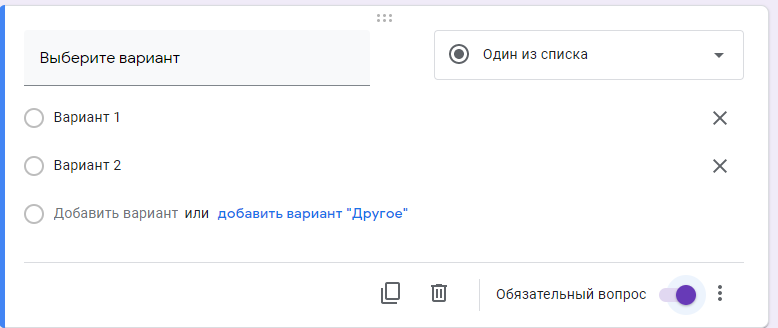 Выберите вариант
Один из списка
Вариант 1
Вариант 2
Добавить вариант или добавить вариант "Другое"
Обязательный вопрос